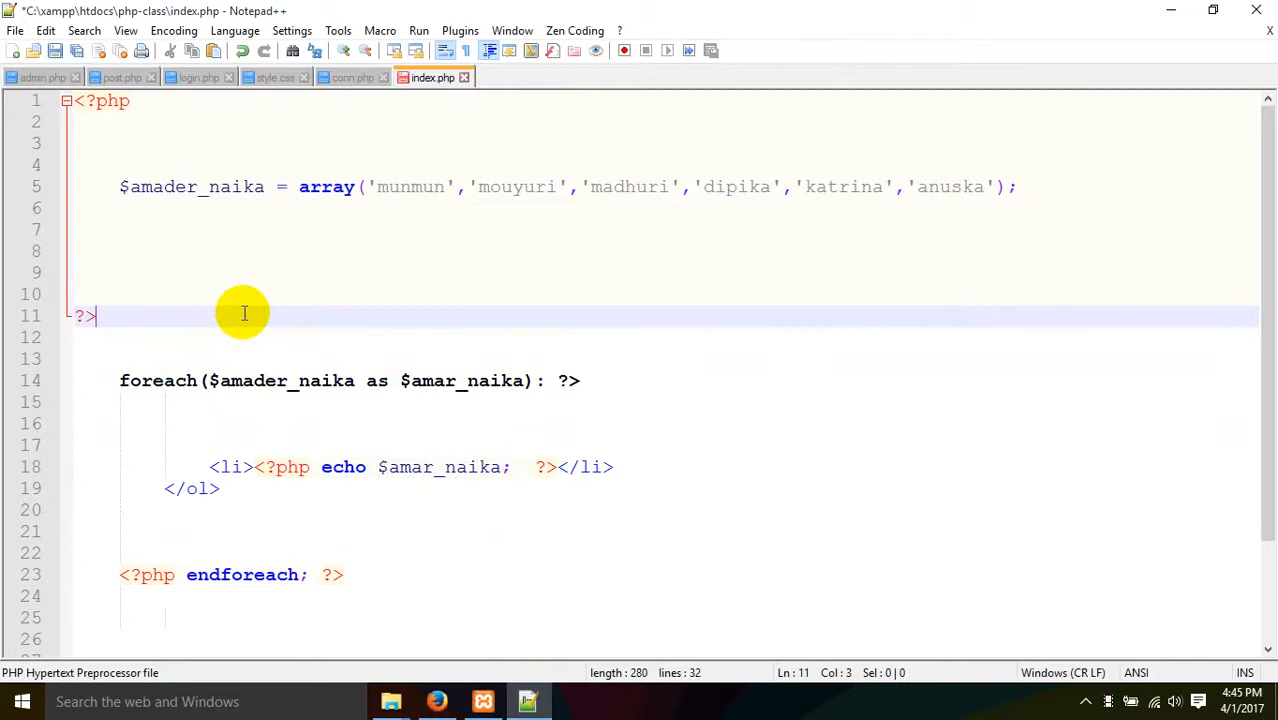 *C:\xampp\htdocs\php-class\index.php - Notepad++
File Edit Search View Encoding Language Settings Tools Macro Run Plugins Window Zen Coding ? X
admin.php post.php login.php style.css conn.php index.php
1 <?php
2
3
4
5 $amader_naika = array('munmun','mouyuri','madhuri','dipika','katrina','anuska');
6
7
8
9
10
11 ?>
12
13
14 foreach($amader_naika as $amar_naika): ?>
15
16
17
18 <li><?php echo $amar_naika; ?></li>
19 </ol>
20
21
22
23 <?php endforeach; ?>
24
25
26
27
PHP Hypertext Preprocessor file length : 280 lines : 32 Ln : 11 Col : 3 Sel : 0 | 0 Windows (CR LF) ANSI INS
Search the web and Windows
4:45 PM
4/1/2017